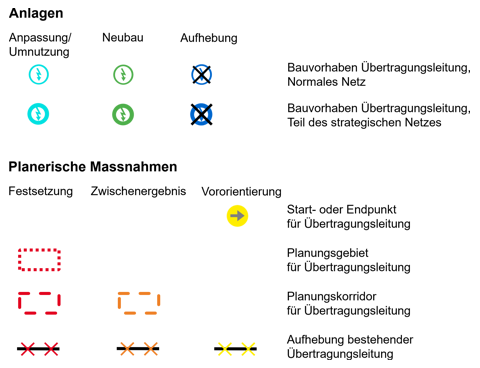 Anlagen
Anpassung/
Umnutzung
Neubau
Aufhebung
Bauvorhaben Übertragungsleitung,
Normales Netz
Bauvorhaben Übertragungsleitung,
Teil des strategischen Netzes
Planerische Massnahmen
Festsetzung
Zwischenergebnis
Vororientierung
Start- oder Endpunkt
für Übertragungsleitung
Planungsgebiet
für Übertragungsleitung
Planungskorridor
für Übertragungsleitung
Aufhebung bestehender
Übertragungsleitung